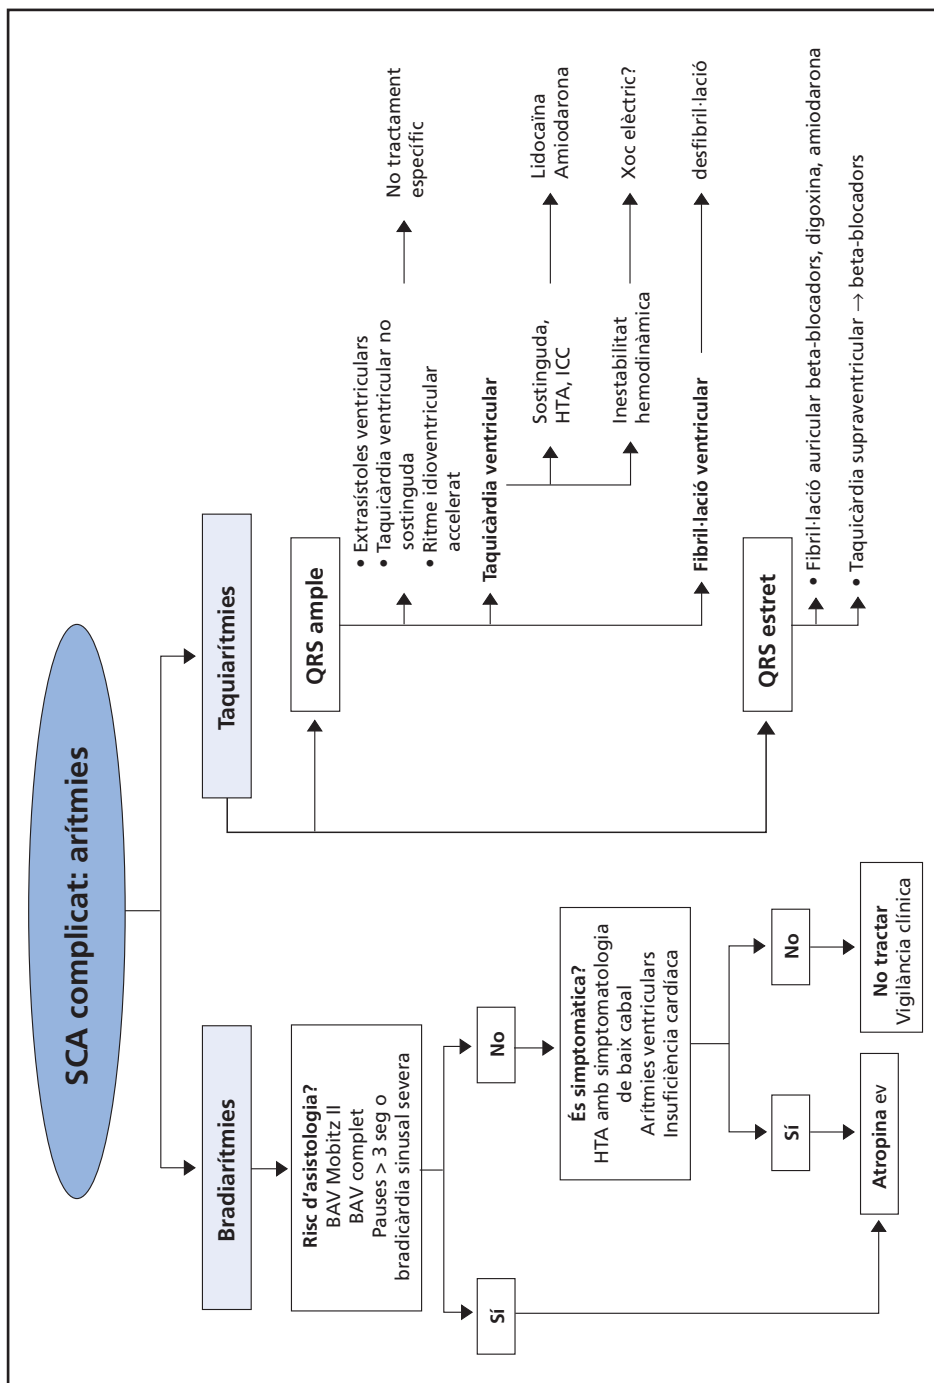 SCA complicat: arítmies
Bradiarítmies
Risc d'asistologia?
BAV Mobitz II
BAV complet
Pauses > 3 seg o
bradicàrdia sinusal severa
Sí
No
És simptomàtica?
HTA amb simptomatologia
de baix cabal
Arítmies ventriculars
Insuficiència cardíaca
Sí
No
Atropina ev
No tractar
Vigilància clínica
Taquiarítmies
QRS ample
• Extrasístoles ventriculars
• Taquicàrdia ventricular no
sostinguda
• Ritme idioventricular
accelerat
No tractament
específic
Taquicàrdia ventricular
Sostinguda,
HTA, ICC
Lidocaïna
Amiodarona
Inestabilitat
hemodinàmica
Xoc elèctric?
Fibril·lació ventricular
desfibril·lació
QRS estret
• Fibril·lació auricular beta-blocadors, digoxina, amiodarona
• Taquicàrdia supraventricular → beta-blocadors